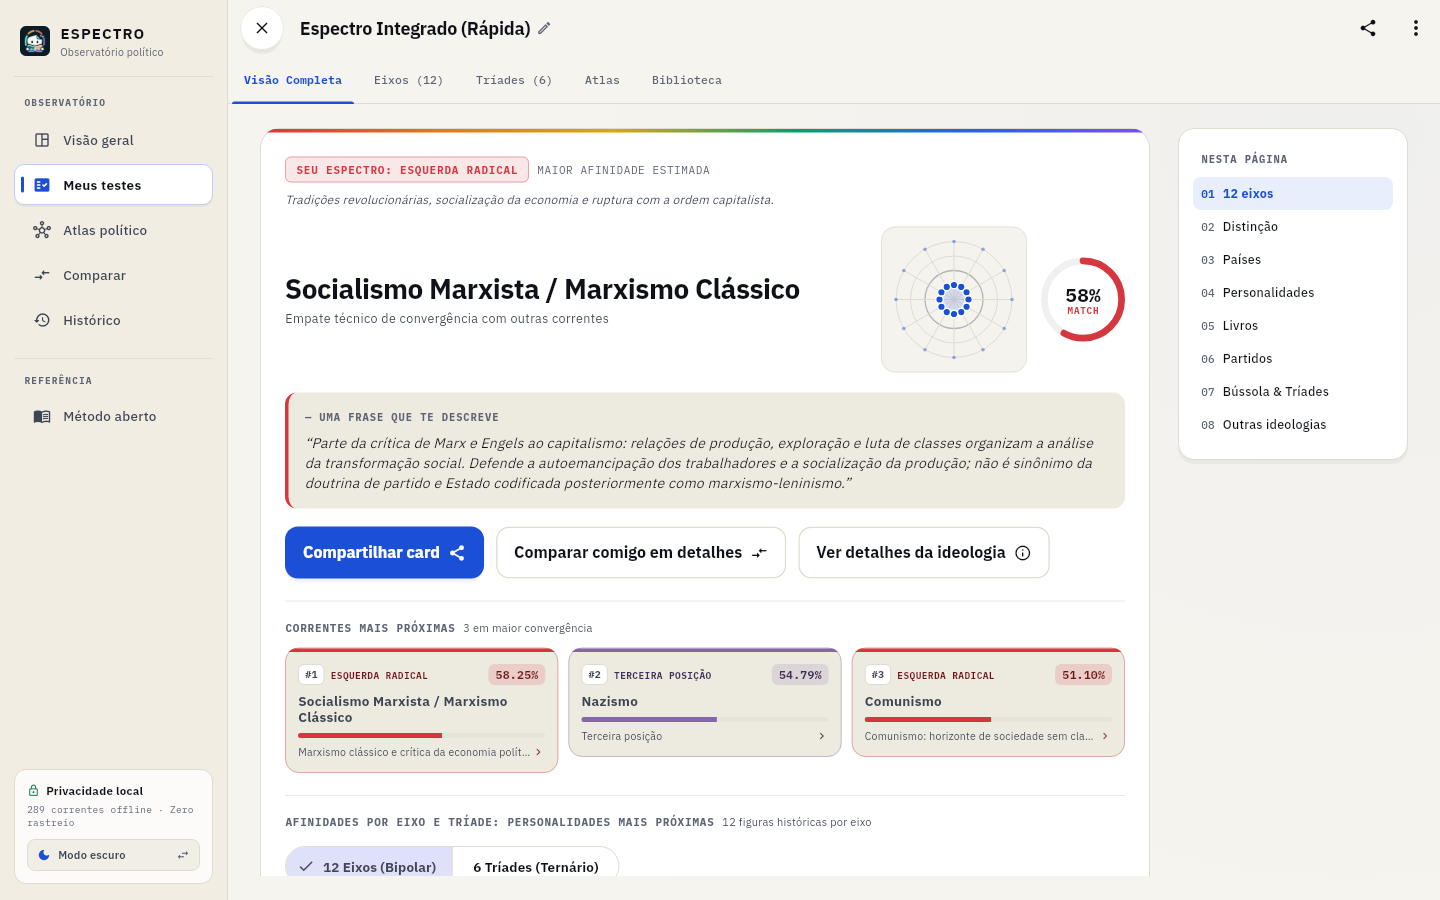 ESPECTRO
Observatório político
OBSERVATÓRIO
Visão geral
Meus testes
Atlas político
Comparar
Histórico
REFERÊNCIA
Método aberto
Privacidade local
289 correntes offline · Zero
rastreio
Modo escuro
Espectro Integrado (Rápida)
Visão Completa
Eixos (12)
Tríades (6)
Atlas
Biblioteca
SEU ESPECTRO: ESQUERDA RADICAL
MAIOR AFINIDADE ESTIMADA
Tradições revolucionárias, socialização da economia e ruptura com a ordem capitalista.
Socialismo Marxista / Marxismo Clássico
Empate técnico de convergência com outras correntes
58%
MATCH
— UMA FRASE QUE TE DESCREVE
“Parte da crítica de Marx e Engels ao capitalismo: relações de produção, exploração e luta de classes organizam a análise
da transformação social. Defende a autoemancipação dos trabalhadores e a socialização da produção; não é sinônimo da
doutrina de partido e Estado codificada posteriormente como marxismo-leninismo.”
Compartilhar card
Comparar comigo em detalhes
Ver detalhes da ideologia
CORRENTES MAIS PRÓXIMAS 3 em maior convergência
#1 ESQUERDA RADICAL 58.25%
Socialismo Marxista / Marxismo
Clássico
Marxismo clássico e crítica da economia polít...
#2 TERCEIRA POSIÇÃO 54.79%
Nazismo
Terceira posição
#3 ESQUERDA RADICAL 51.10%
Comunismo
Comunismo: horizonte de sociedade sem cla...
AFINIDADES POR EIXO E TRÍADE: PERSONALIDADES MAIS PRÓXIMAS 12 figuras históricas por eixo
12 Eixos (Bipolar)
6 Tríades (Ternário)
NESTA PÁGINA
01 12 eixos
02 Distinção
03 Países
04 Personalidades
05 Livros
06 Partidos
07 Bússola & Tríades
08 Outras ideologias